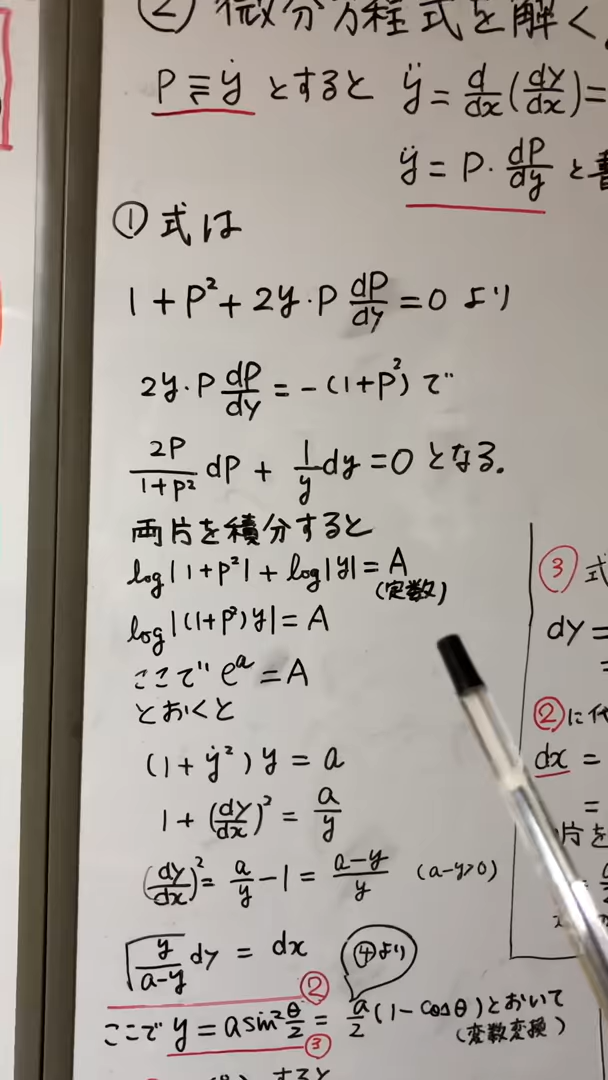 ② 微分方程式を解く
P ≡ ẏ とすると ÿ = d/dx (dy/dx) =
ÿ = P・dP/dy と
① 式は
1 + P² + 2y・P dP/dy = 0 より
2y・P dP/dy = -(1+P²) で
2P/(1+P²) dP + 1/y dy = 0 となる.
両片を積分すると
log|1+P²| + log|y| = A
(定数)
log|(1+P²)y| = A
ここで e^a = A
とおくと
(1 + ẏ²) y = a
1 + (dy/dx)² = a/y
(dy/dx)² = a/y - 1 = (a-y)/y (a-y>0)
√(y/(a-y)) dy = dx
②
④より
ここで y = a sin² θ/2 = a/2 (1 - cosθ) とおいて
③
(変数変換)
すると
③ 式
dy =
=
② に代
dx =
=
片を